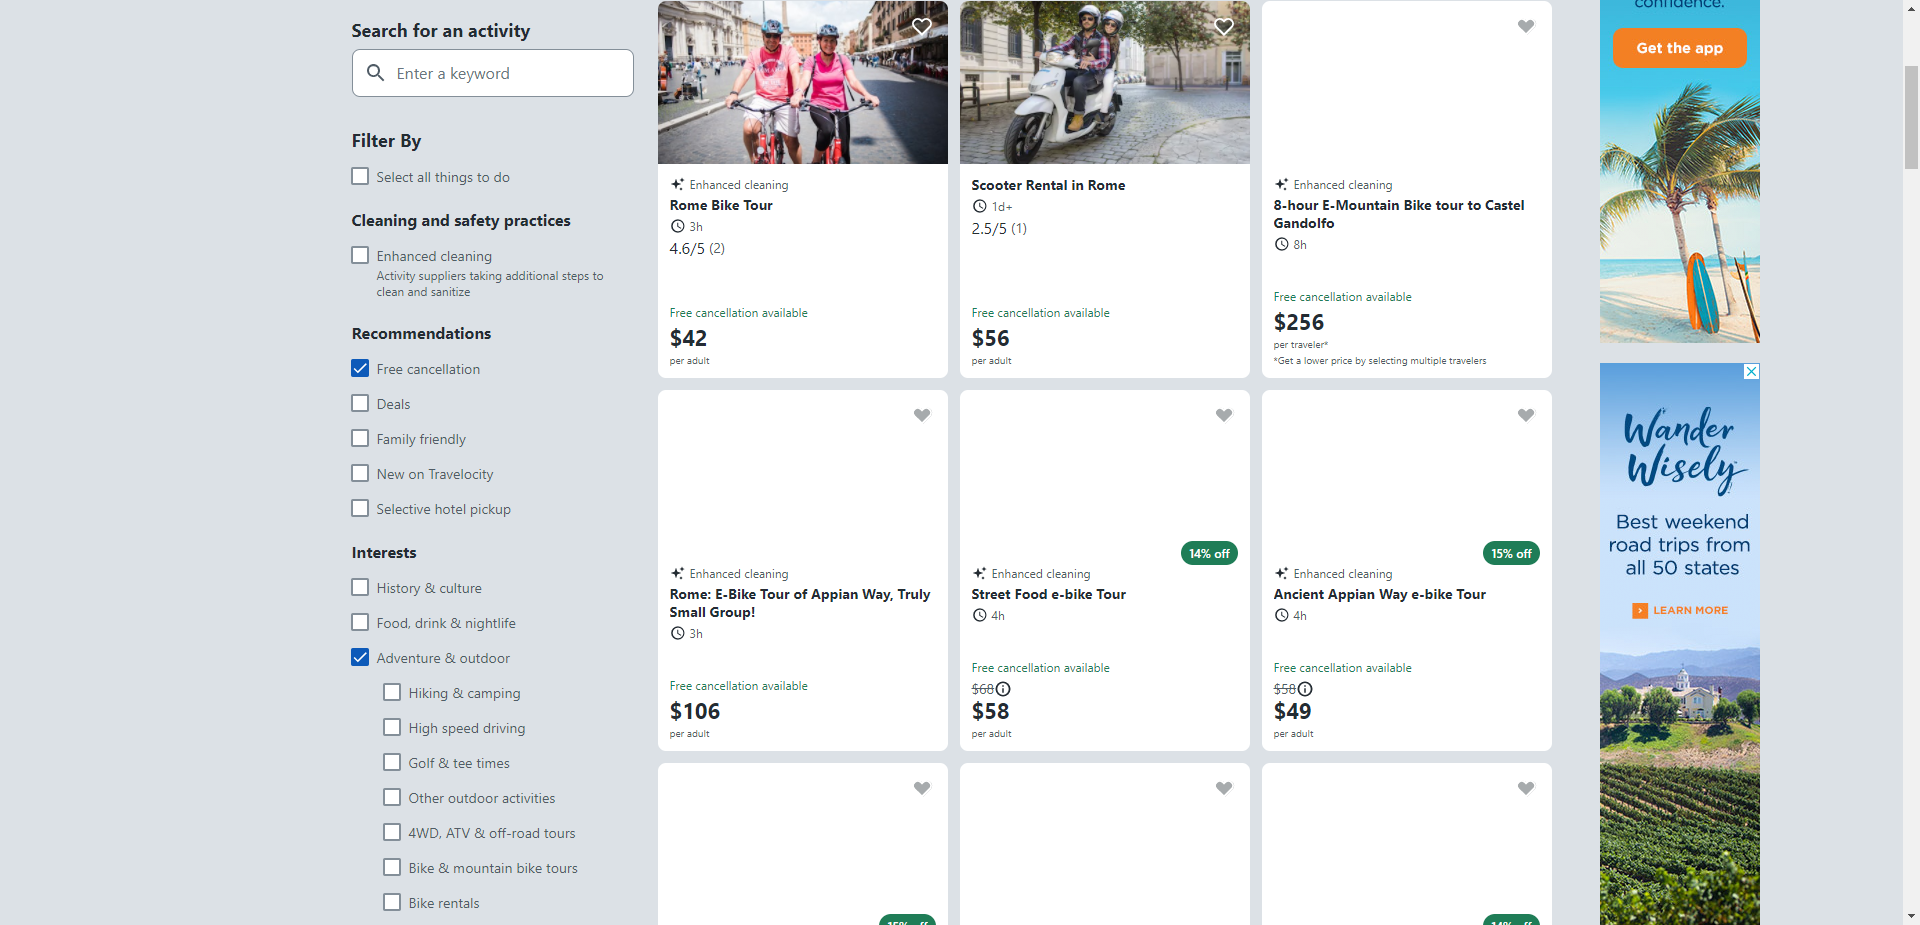 Search for an activity
Enter a keyword
Filter By
Select all things to do
Cleaning and safety practices
Enhanced cleaning
Activity suppliers taking additional steps to
clean and sanitize
Recommendations
Free cancellation
Deals
Family friendly
New on Travelocity
Selective hotel pickup
Interests
History & culture
Food, drink & nightlife
Adventure & outdoor
Hiking & camping
High speed driving
Golf & tee times
Other outdoor activities
4WD, ATV & off-road tours
Bike & mountain bike tours
Bike rentals
Enhanced cleaning
Rome Bike Tour
3h
4.6/5 (2)
Free cancellation available
$42
per adult
Scooter Rental in Rome
1d+
2.5/5 (1)
Free cancellation available
$56
per adult
Enhanced cleaning
8-hour E-Mountain Bike tour to Castel
Gandolfo
8h
Free cancellation available
$256
per traveler*
*Get a lower price by selecting multiple travelers
Enhanced cleaning
Rome: E-Bike Tour of Appian Way, Truly
Small Group!
3h
Free cancellation available
$106
per adult
14% off
Enhanced cleaning
Street Food e-bike Tour
4h
Free cancellation available
$68
$58
per adult
15% off
Enhanced cleaning
Ancient Appian Way e-bike Tour
4h
Free cancellation available
$58
$49
per adult
15% off
14% off
confidence.
Get the app
Wander
Wisely
Best weekend
road trips from
all 50 states
LEARN MORE